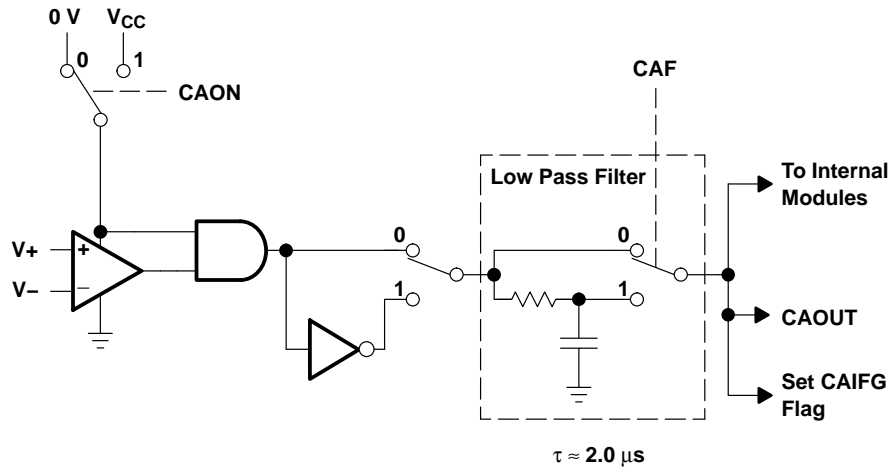 0 V
VCC
0
1
CAON
CAF
Low Pass Filter
To Internal
Modules
0
0
V+
+
V−
−
1
1
CAOUT
Set CAIFG
Flag
τ ≈ 2.0 μs